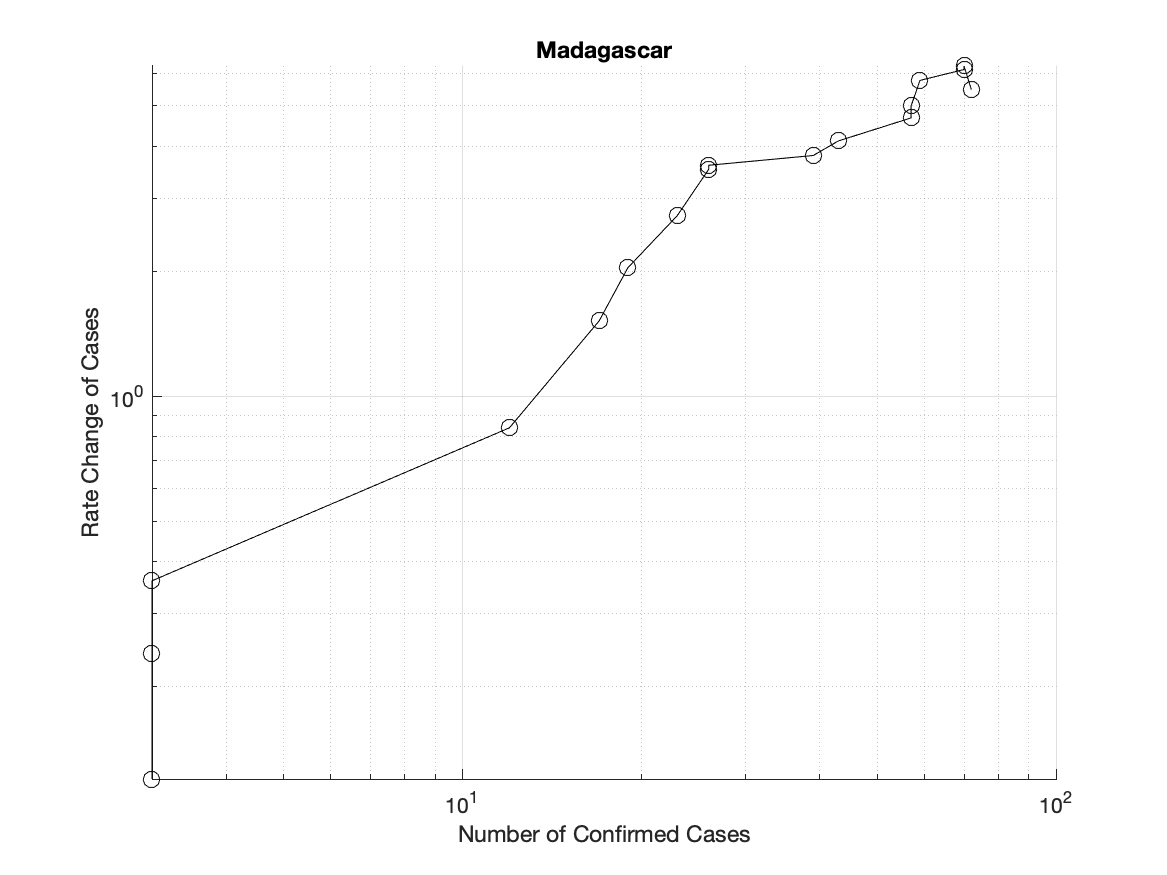 Madagascar
Rate Change of Cases
10^0
10^1
10^2
Number of Confirmed Cases